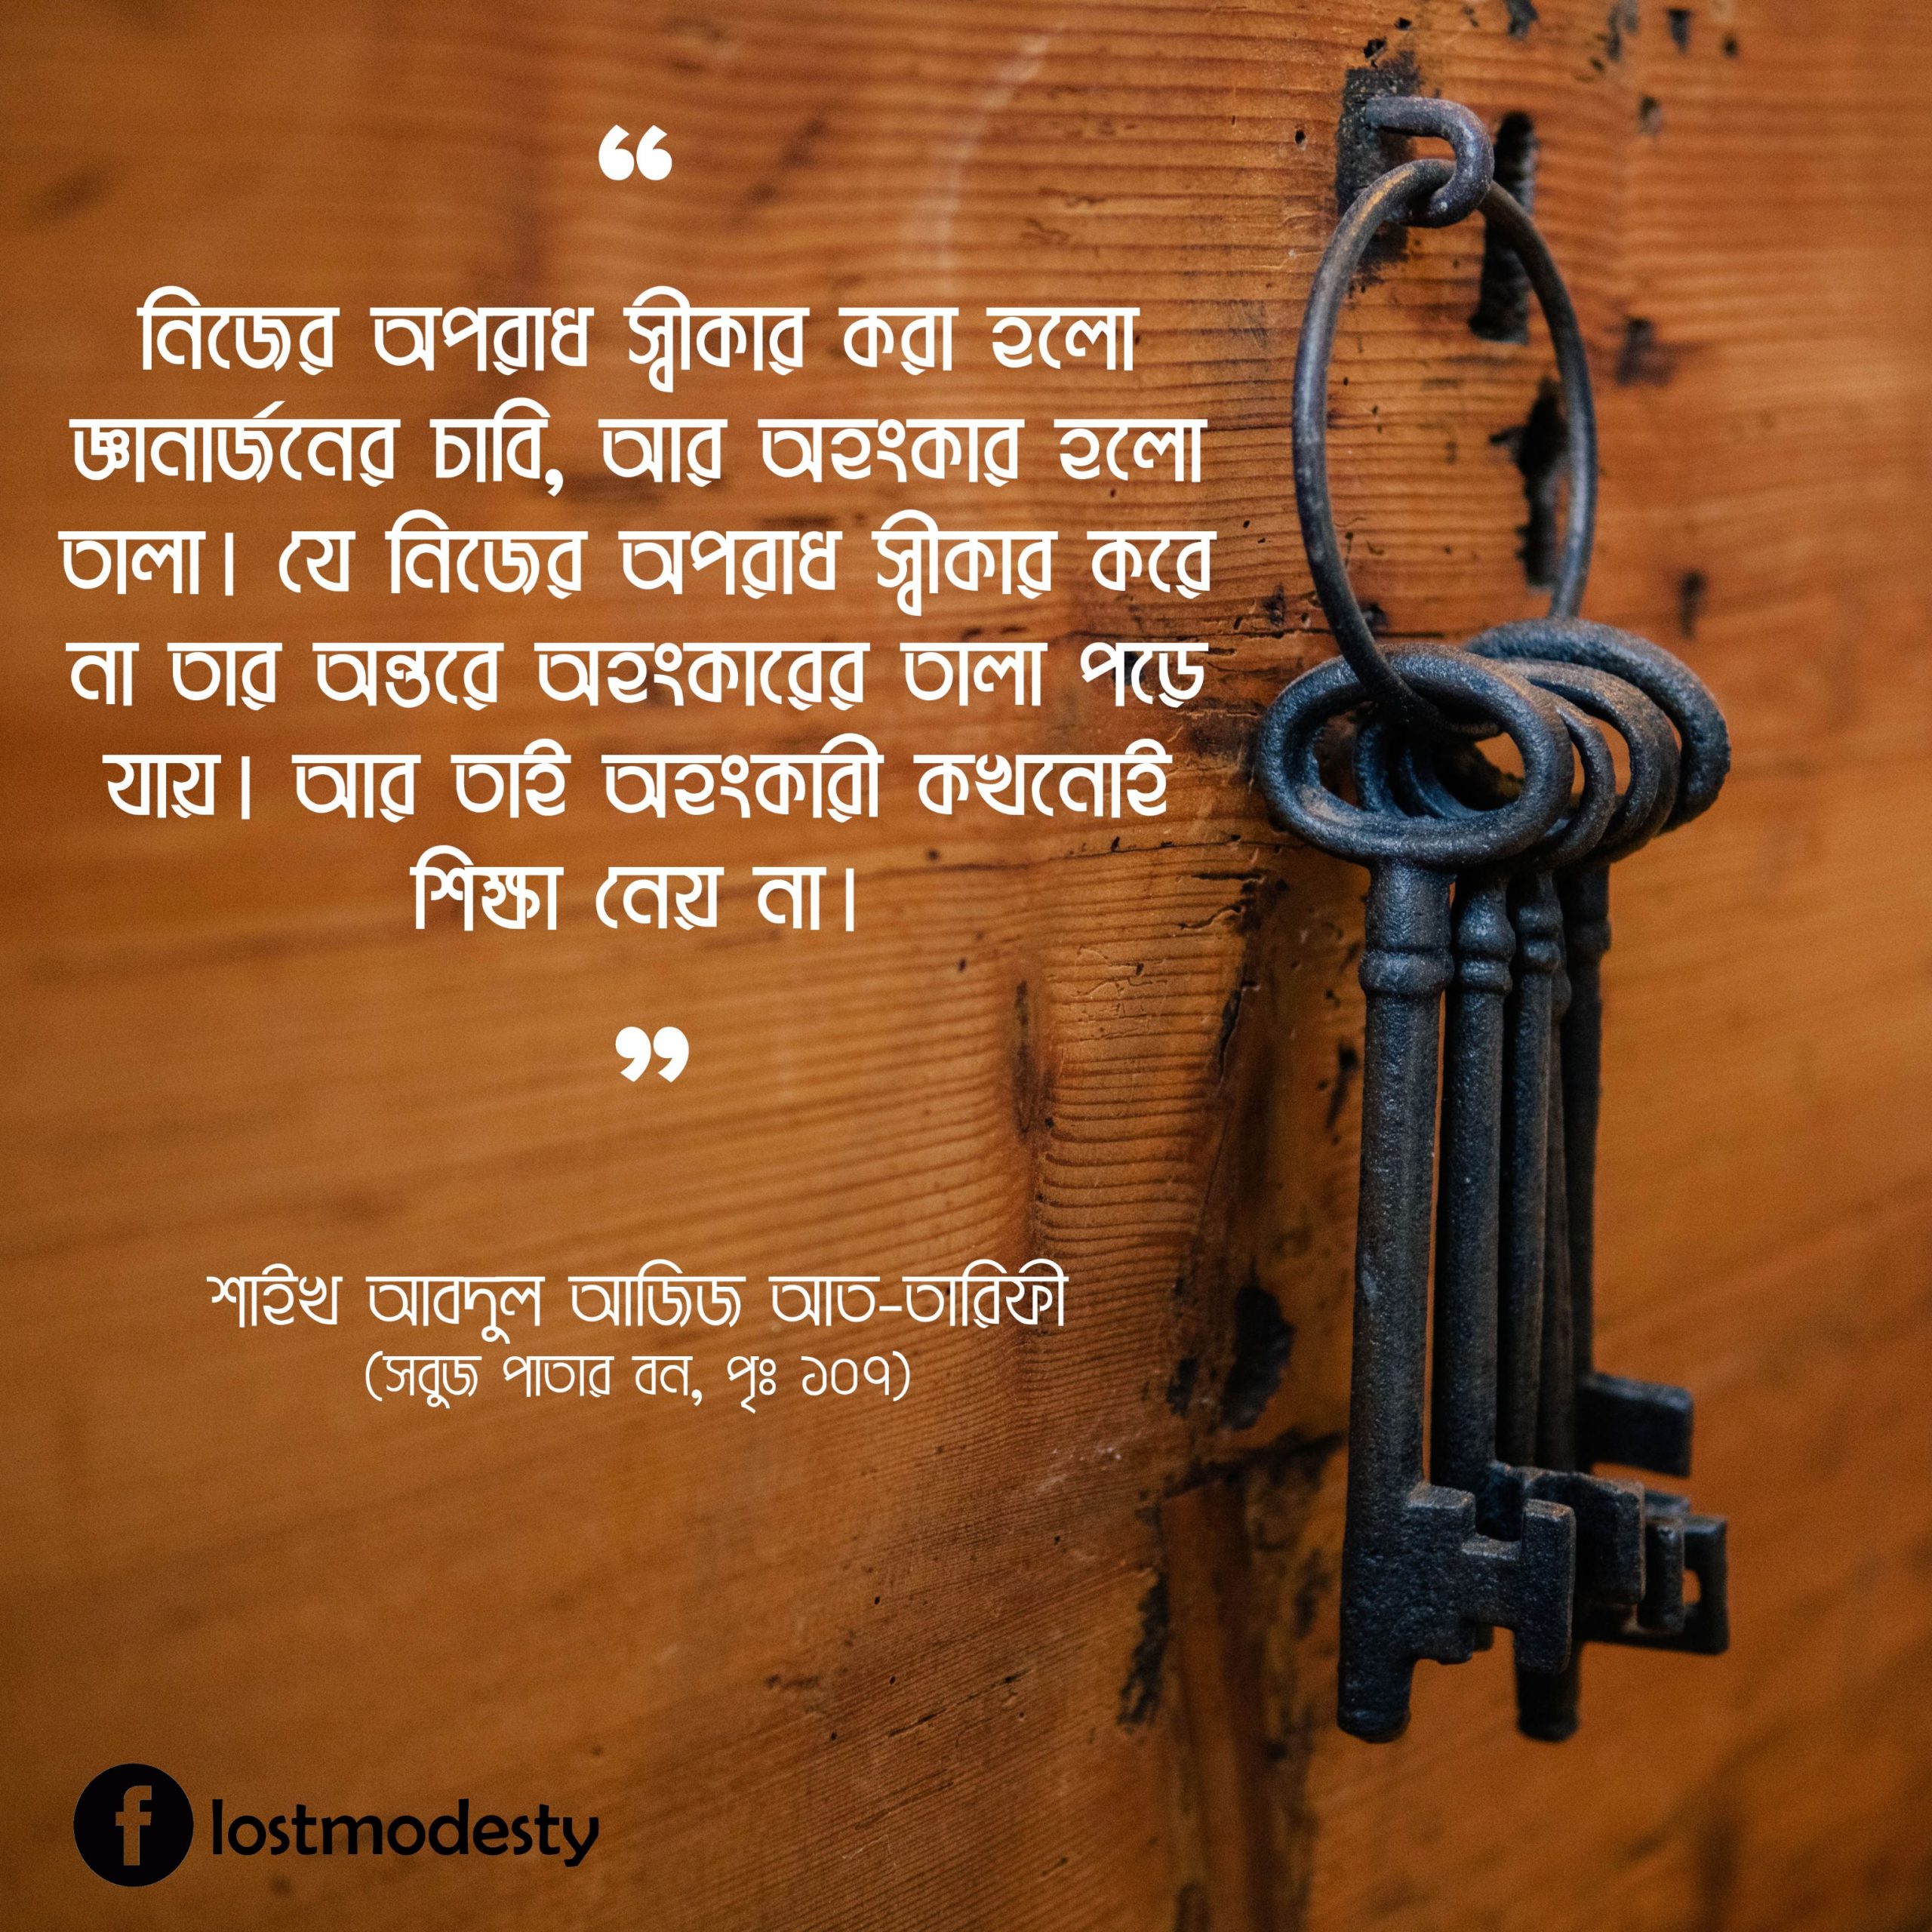 “
নিজের অপরাধ স্বীকার করা হলো
জ্ঞানার্জনের চাবি, আর অহংকার হলো
তালা। যে নিজের অপরাধ স্বীকার করে
না তার অন্তরে অহংকারের তালা পড়ে
যায়। আর তাই অহংকারী কখনোই
শিক্ষা নেয় না।
”
শাইখ আবদুল আজিজ আত-তারিফী
(সবুজ পাতার বন, পৃঃ ১০৭)
f lostmodesty